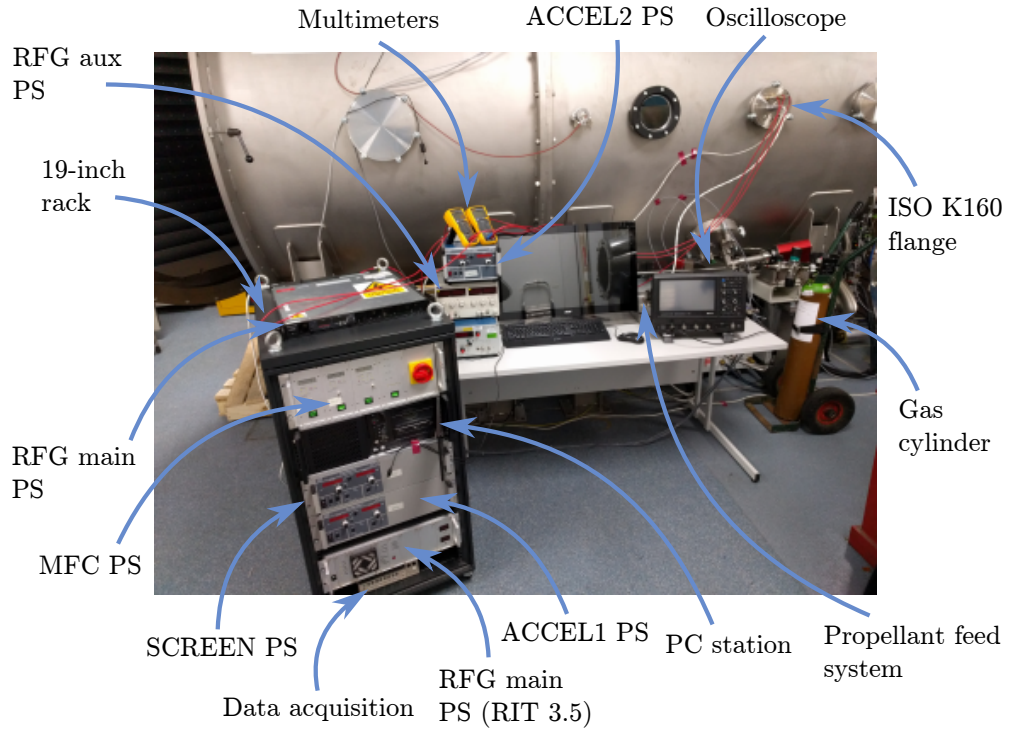 Multimeters
ACCEL2 PS
Oscilloscope
RFG aux
PS
19-inch
rack
ISO K160
flange
Gas
cylinder
RFG main
PS
MFC PS
SCREEN PS
ACCEL1 PS
PC station
Propellant feed
system
Data acquisition
RFG main
PS (RIT 3.5)